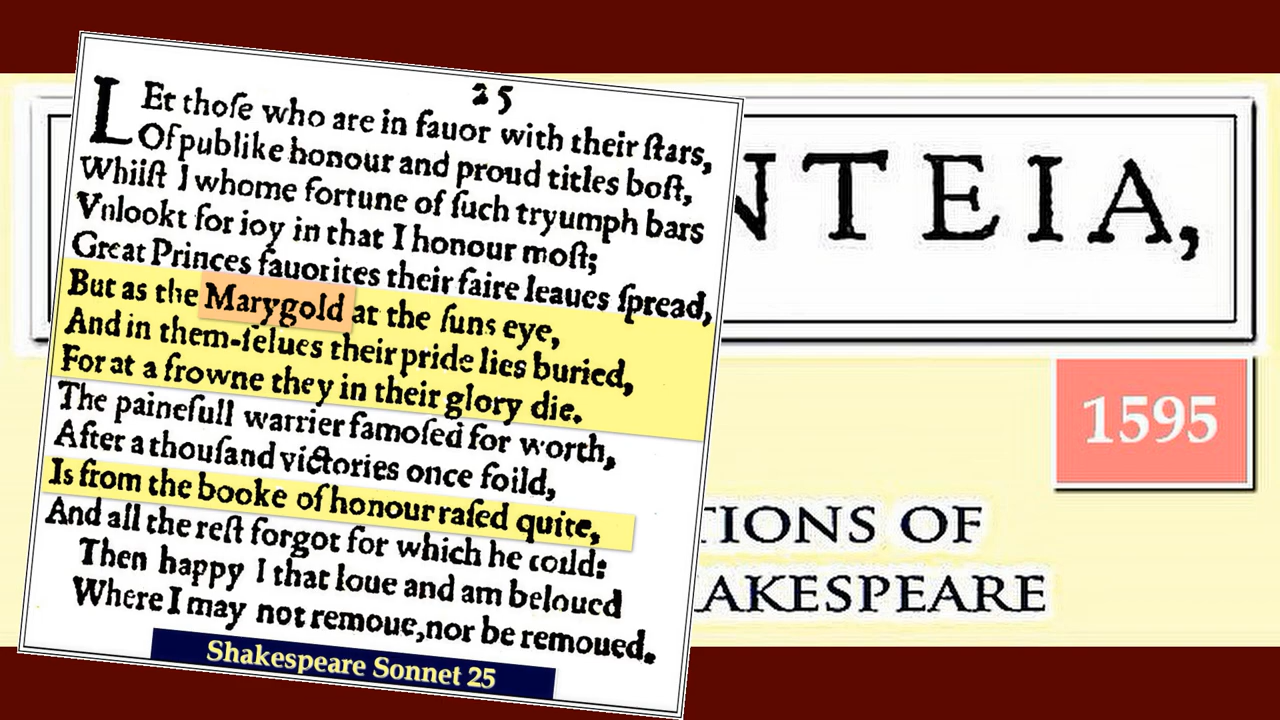 25
LEt thoſe who are in fauor with their ſtars,
Of publike honour and proud titles boſt,
Whilſt I whome fortune of ſuch tryumph bars
Vnlookt for ioy in that I honour moſt;
Great Princes fauorites their faire leaues ſpread,
But as the Marygold at the ſuns eye,
And in them-ſelues their pride lies buried,
For at a frowne they in their glory die.
The painefull warrier famoſed for worth,
After a thouſand victories once foild,
Is from the booke of honour raſed quite,
And all the reſt forgot for which he toild:
Then happy I that loue and am beloued
Where I may not remoue, nor be remoued.
Shakespeare Sonnet 25
NTEIA,
1595
TIONS OF
AKESPEARE